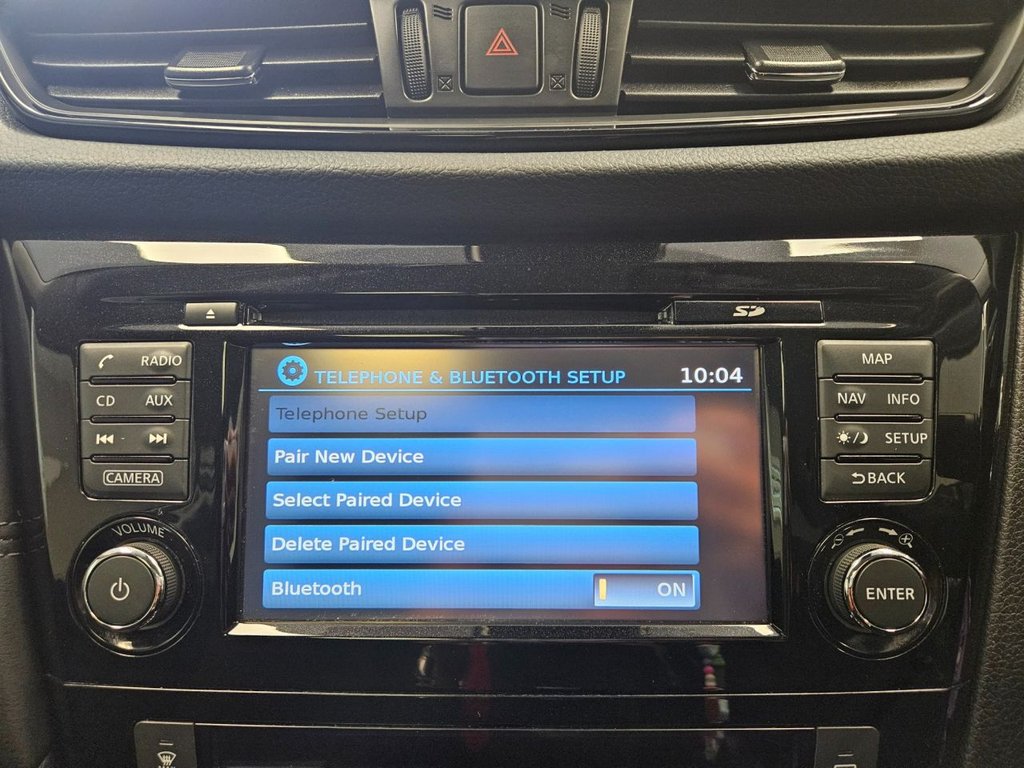 SD
RADIO
CD AUX
CAMERA
VOLUME
TELEPHONE & BLUETOOTH SETUP 10:04
Telephone Setup
Pair New Device
Select Paired Device
Delete Paired Device
Bluetooth ON
MAP
NAV INFO
SETUP
BACK
ENTER